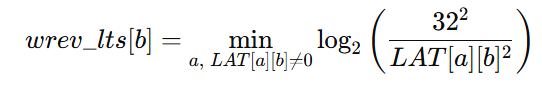 wrev_lts[b] = min_{a, LAT[a][b]≠0} log₂ ( 32² / LAT[a][b]² )